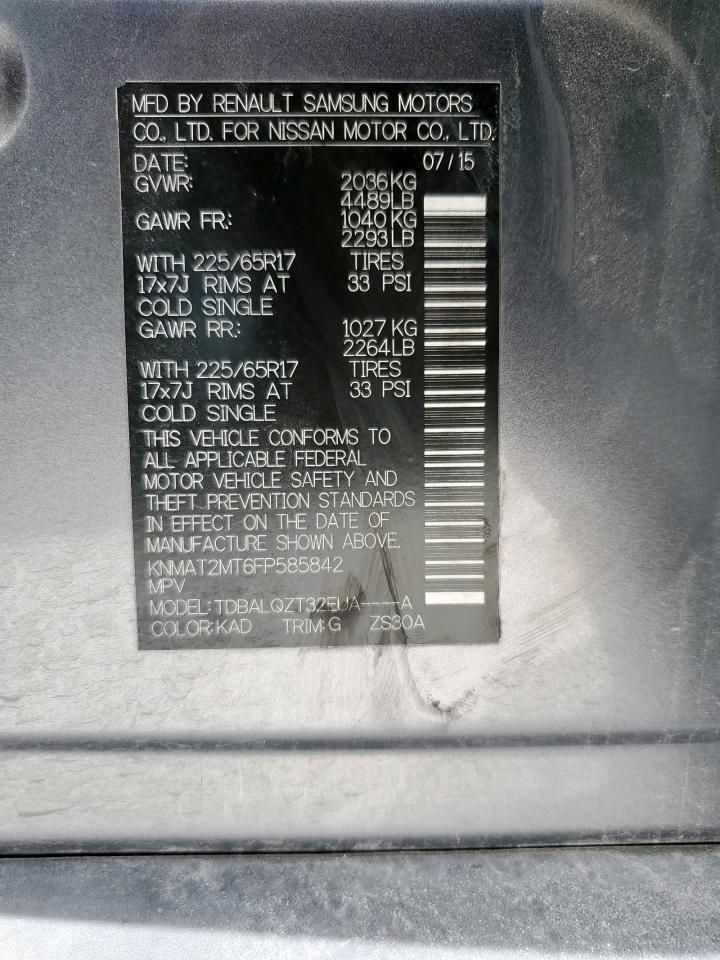 MFD BY RENAULT SAMSUNG MOTORS
CO., LTD. FOR NISSAN MOTOR CO., LTD.
DATE: 07/15
GVWR: 2036KG
4489LB
GAWR FR.: 1040KG
2293LB
WITH 225/65R17 TIRES
17x7J RIMS AT 33 PSI
COLD SINGLE
GAWR RR.: 1027KG
2264LB
WITH 225/65R17 TIRES
17x7J RIMS AT 33 PSI
COLD SINGLE
THIS VEHICLE CONFORMS TO
ALL APPLICABLE FEDERAL
MOTOR VEHICLE SAFETY AND
THEFT PREVENTION STANDARDS
IN EFFECT ON THE DATE OF
MANUFACTURE SHOWN ABOVE.
KNMAT2MT6FP585842
MPV
MODEL: TDBALQZT32EUA----A
COLOR: KAD TRIM: G ZS30A